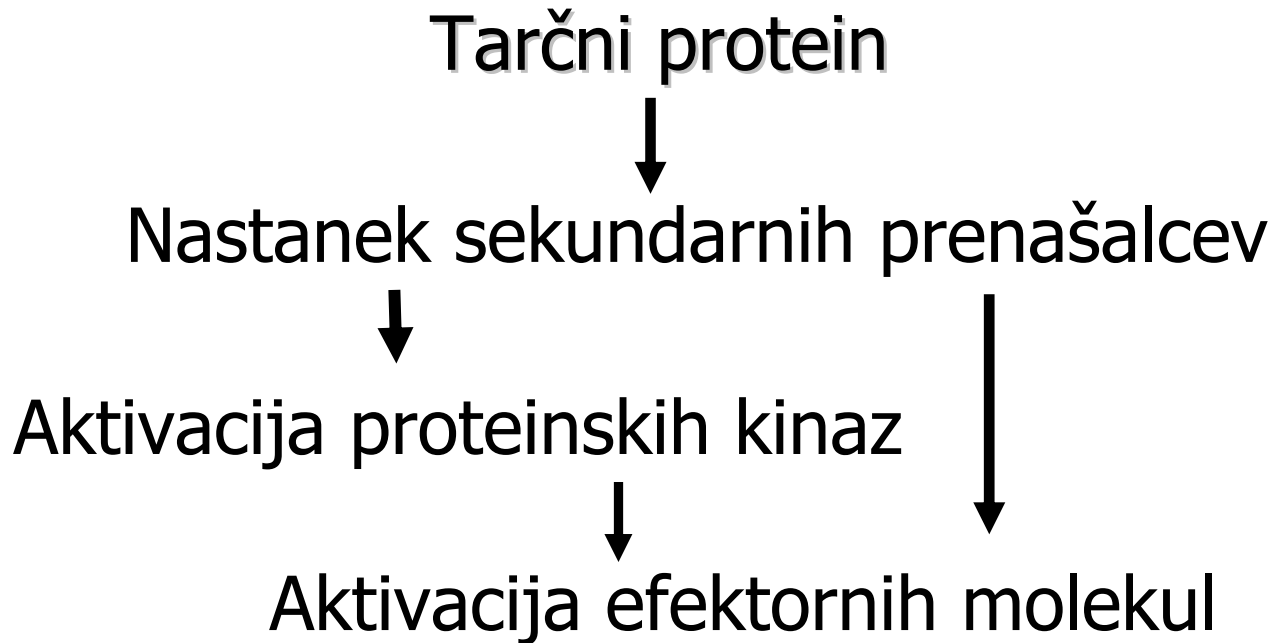 Tarčni protein
Nastanek sekundarnih prenašalcev
Aktivacija proteinskih kinaz
Aktivacija efektornih molekul